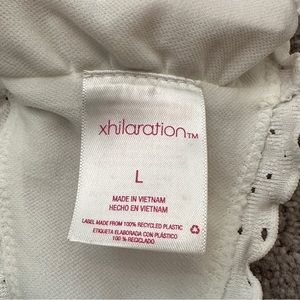 xhilaration™
L
MADE IN VIETNAM
HECHO EN VIETNAM
LABEL MADE FROM 100% RECYCLED PLASTIC
ETIQUETA ELABORADA CON PLÁSTICO
100 % RECICLADO